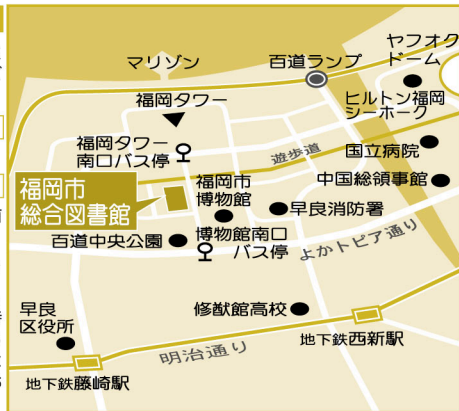 ヤフオク
ドーム
マリゾン
百道ランプ
福岡タワー
ヒルトン福岡
シーホーク
福岡タワー
南口バス停
遊歩道
国立病院
中国総領事館
福岡市
総合図書館
福岡市
博物館
早良消防署
百道中央公園
博物館南口
バス停
よかトピア通り
早良
区役所
修猷館高校
明治通り
地下鉄西新駅
地下鉄藤崎駅